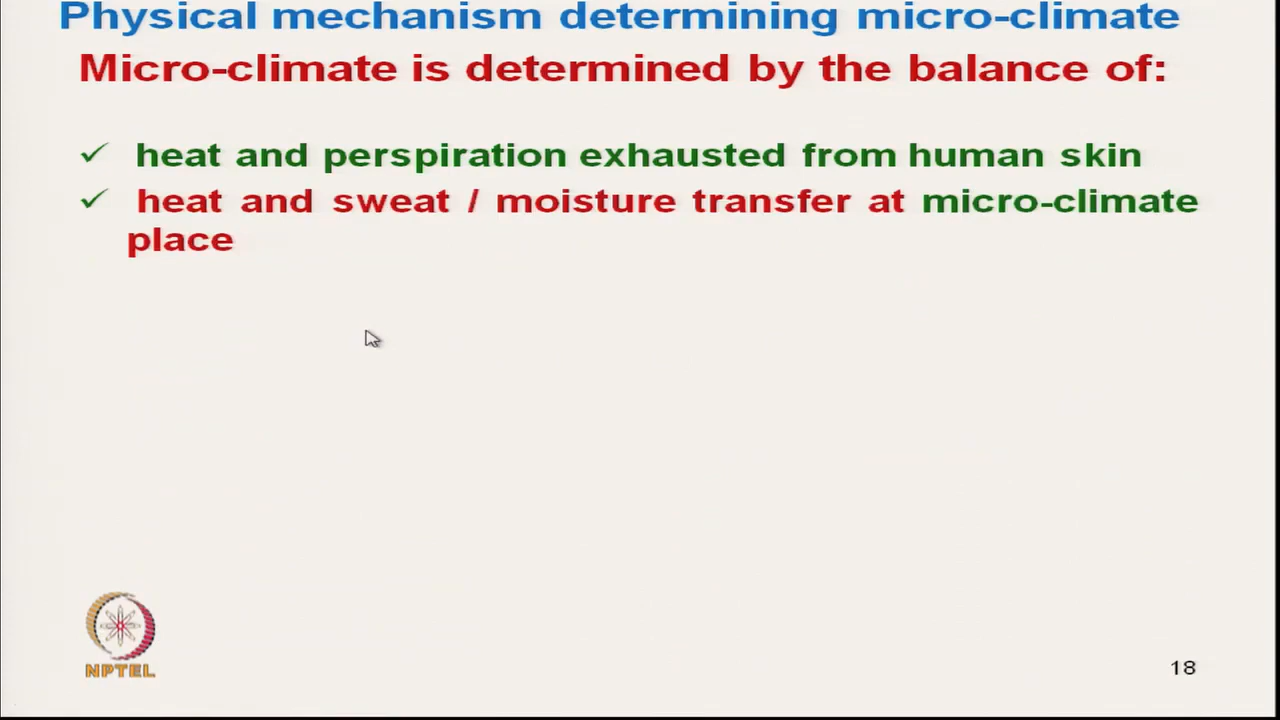 Physical mechanism determining micro-climate
Micro-climate is determined by the balance of:
✓ heat and perspiration exhausted from human skin
✓ heat and sweat / moisture transfer at micro-climate
place
NPTEL
18